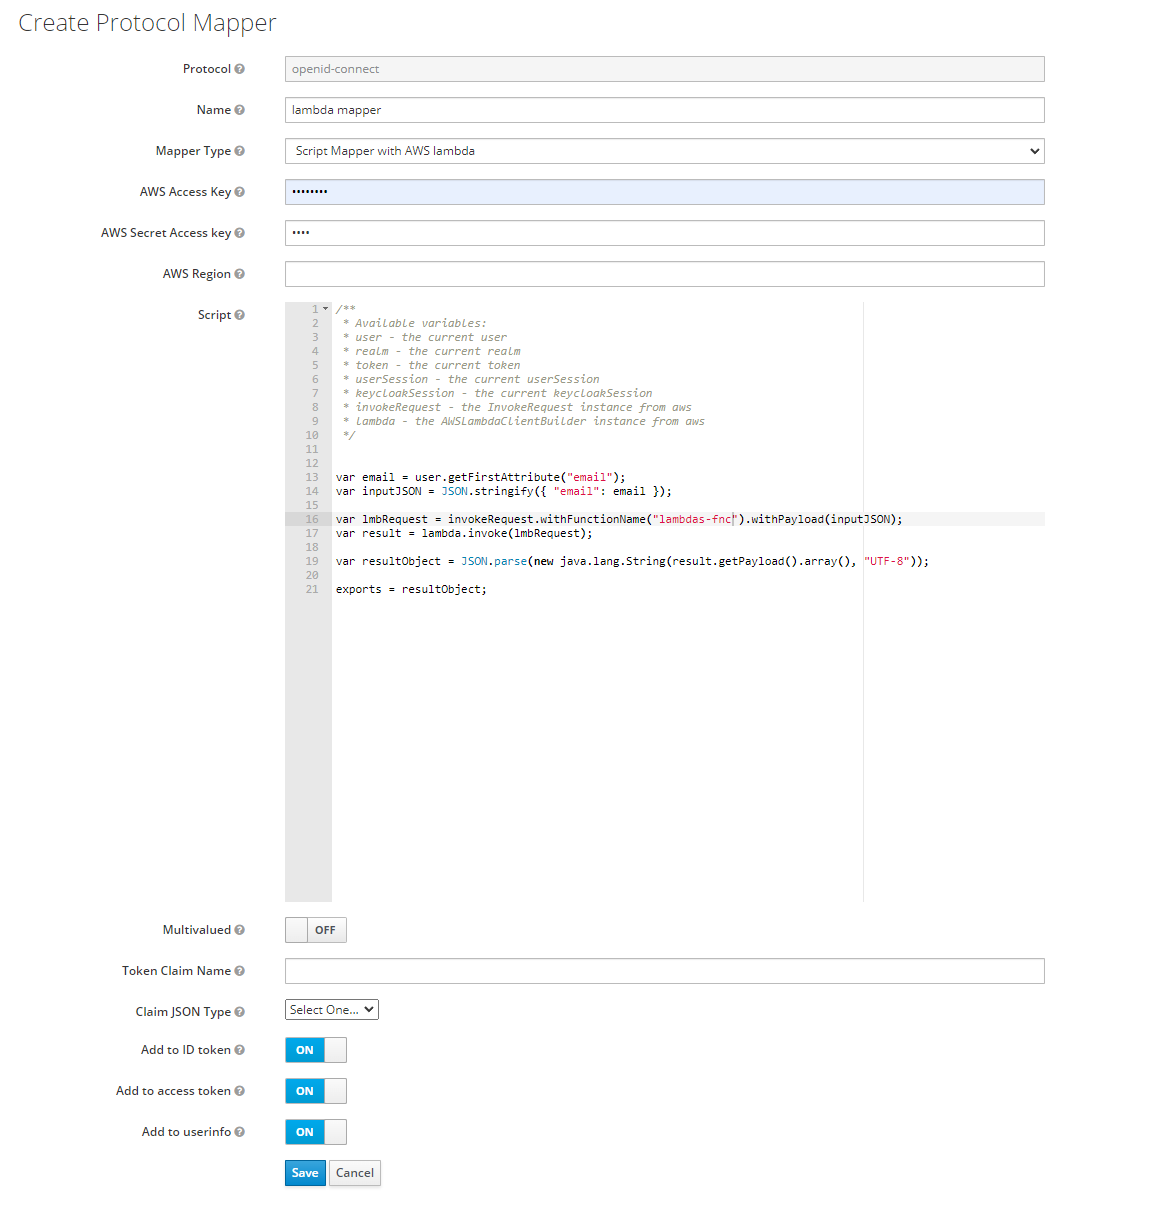 Create Protocol Mapper
Protocol
openid-connect
Name
lambda mapper
Mapper Type
Script Mapper with AWS lambda
AWS Access Key
••••••••
AWS Secret Access key
••••
AWS Region
Script
1 /**
2 * Available variables:
3 * user - the current user
4 * realm - the current realm
5 * token - the current token
6 * userSession - the current userSession
7 * keycloakSession - the current keycloakSession
8 * invokeRequest - the InvokeRequest instance from aws
9 * lambda - the AWSLambdaClientBuilder instance from aws
10 */
11
12
13 var email = user.getFirstAttribute("email");
14 var inputJSON = JSON.stringify({ "email": email });
15
16 var lmbRequest = invokeRequest.withFunctionName("lambdas-fnc").withPayload(inputJSON);
17 var result = lambda.invoke(lmbRequest);
18
19 var resultObject = JSON.parse(new java.lang.String(result.getPayload().array(), "UTF-8"));
20
21 exports = resultObject;
Multivalued
OFF
Token Claim Name
Claim JSON Type
Select One...
Add to ID token
ON
Add to access token
ON
Add to userinfo
ON
Save
Cancel